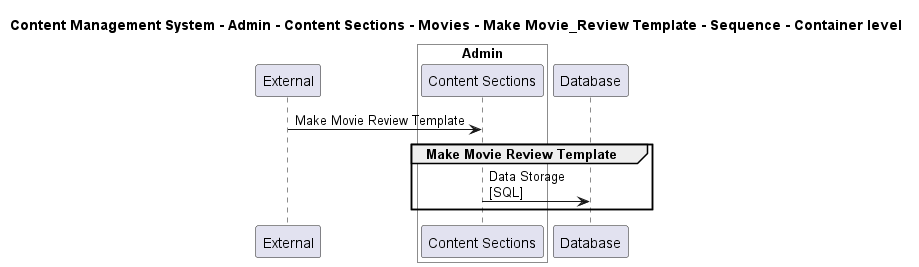 Content Management System - Admin - Content Sections - Movies - Make Movie_Review Template - Sequence - Container level
Admin
External
Content Sections
Database
Make Movie Review Template
Make Movie Review Template
Data Storage
[SQL]
External
Content Sections
Database